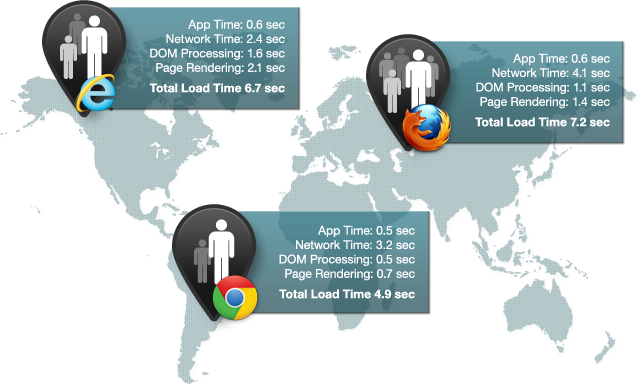 App Time: 0.6 sec
Network Time: 2.4 sec
DOM Processing: 1.6 sec
Page Rendering: 2.1 sec
Total Load Time 6.7 sec
App Time: 0.6 sec
Network Time: 4.1 sec
DOM Processing: 1.1 sec
Page Rendering: 1.4 sec
Total Load Time 7.2 sec
App Time: 0.5 sec
Network Time: 3.2 sec
DOM Processing: 0.5 sec
Page Rendering: 0.7 sec
Total Load Time 4.9 sec